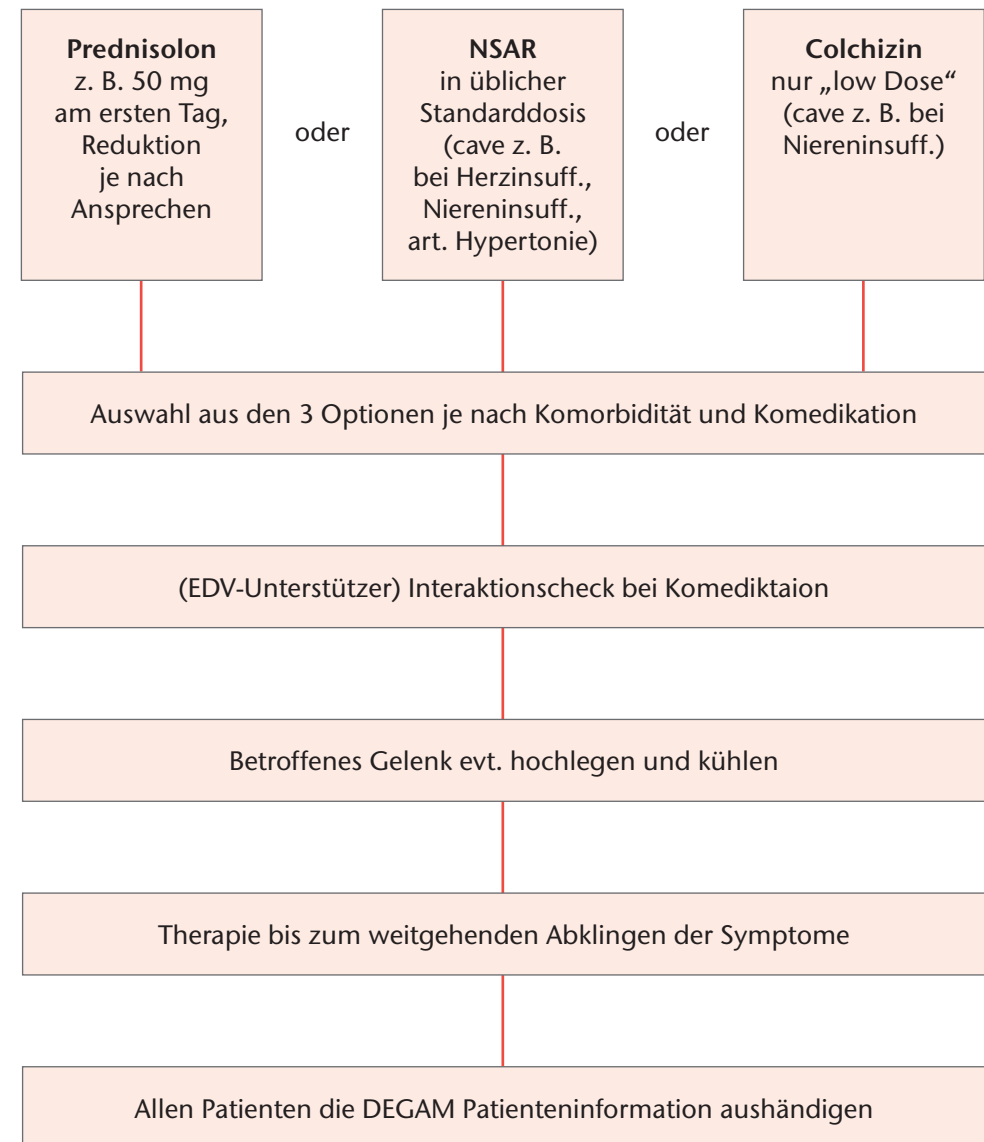 Prednisolon
z. B. 50 mg
am ersten Tag,
Reduktion
je nach
Ansprechen
oder
NSAR
in üblicher
Standarddosis
(cave z. B.
bei Herzinsuff.,
Niereninsuff.,
art. Hypertonie)
oder
Colchizin
nur „low Dose“
(cave z. B. bei
Niereninsuff.)
Auswahl aus den 3 Optionen je nach Komorbidität und Komedikation
(EDV-Unterstützer) Interaktionscheck bei Komediktaion
Betroffenes Gelenk evt. hochlegen und kühlen
Therapie bis zum weitgehenden Abklingen der Symptome
Allen Patienten die DEGAM Patienteninformation aushändigen